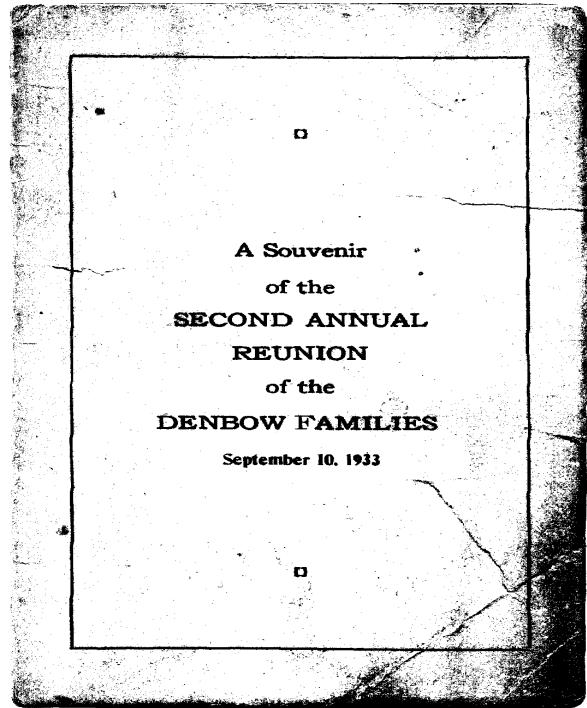 A Souvenir
of the
SECOND ANNUAL
REUNION
of the
DENBOW FAMILIES
September 10, 1933